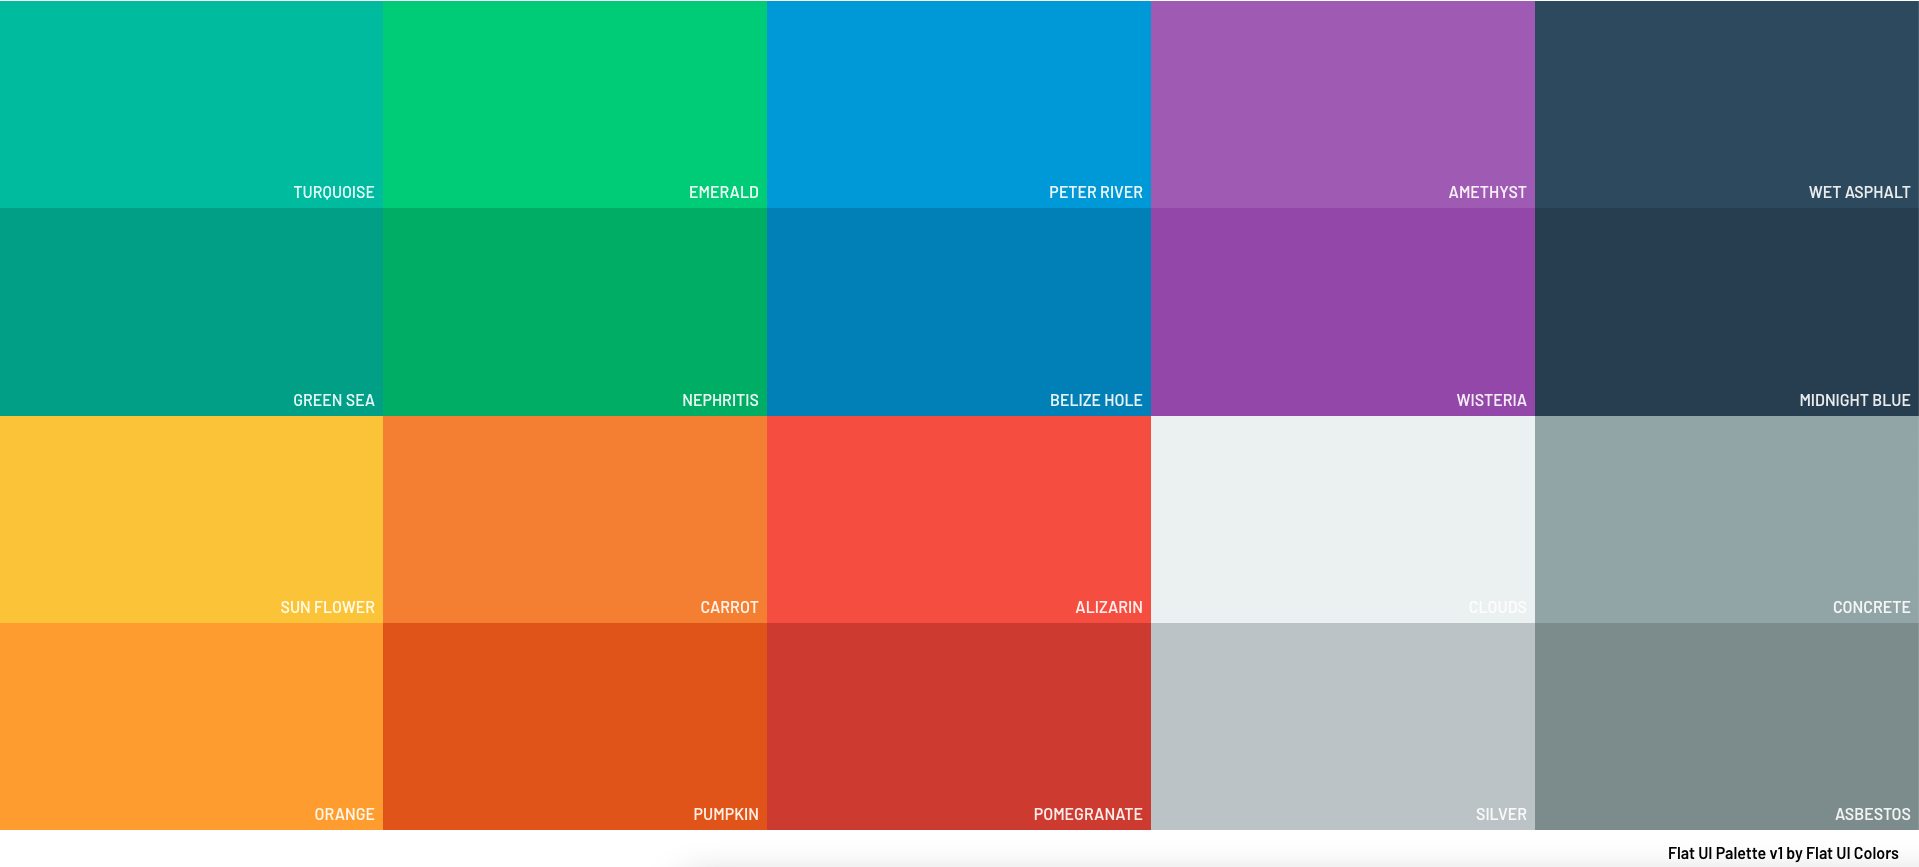 TURQUOISE
EMERALD
PETER RIVER
AMETHYST
WET ASPHALT
GREEN SEA
NEPHRITIS
BELIZE HOLE
WISTERIA
MIDNIGHT BLUE
SUN FLOWER
CARROT
ALIZARIN
CLOUDS
CONCRETE
ORANGE
PUMPKIN
POMEGRANATE
SILVER
ASBESTOS
Flat UI Palette v1 by Flat UI Colors